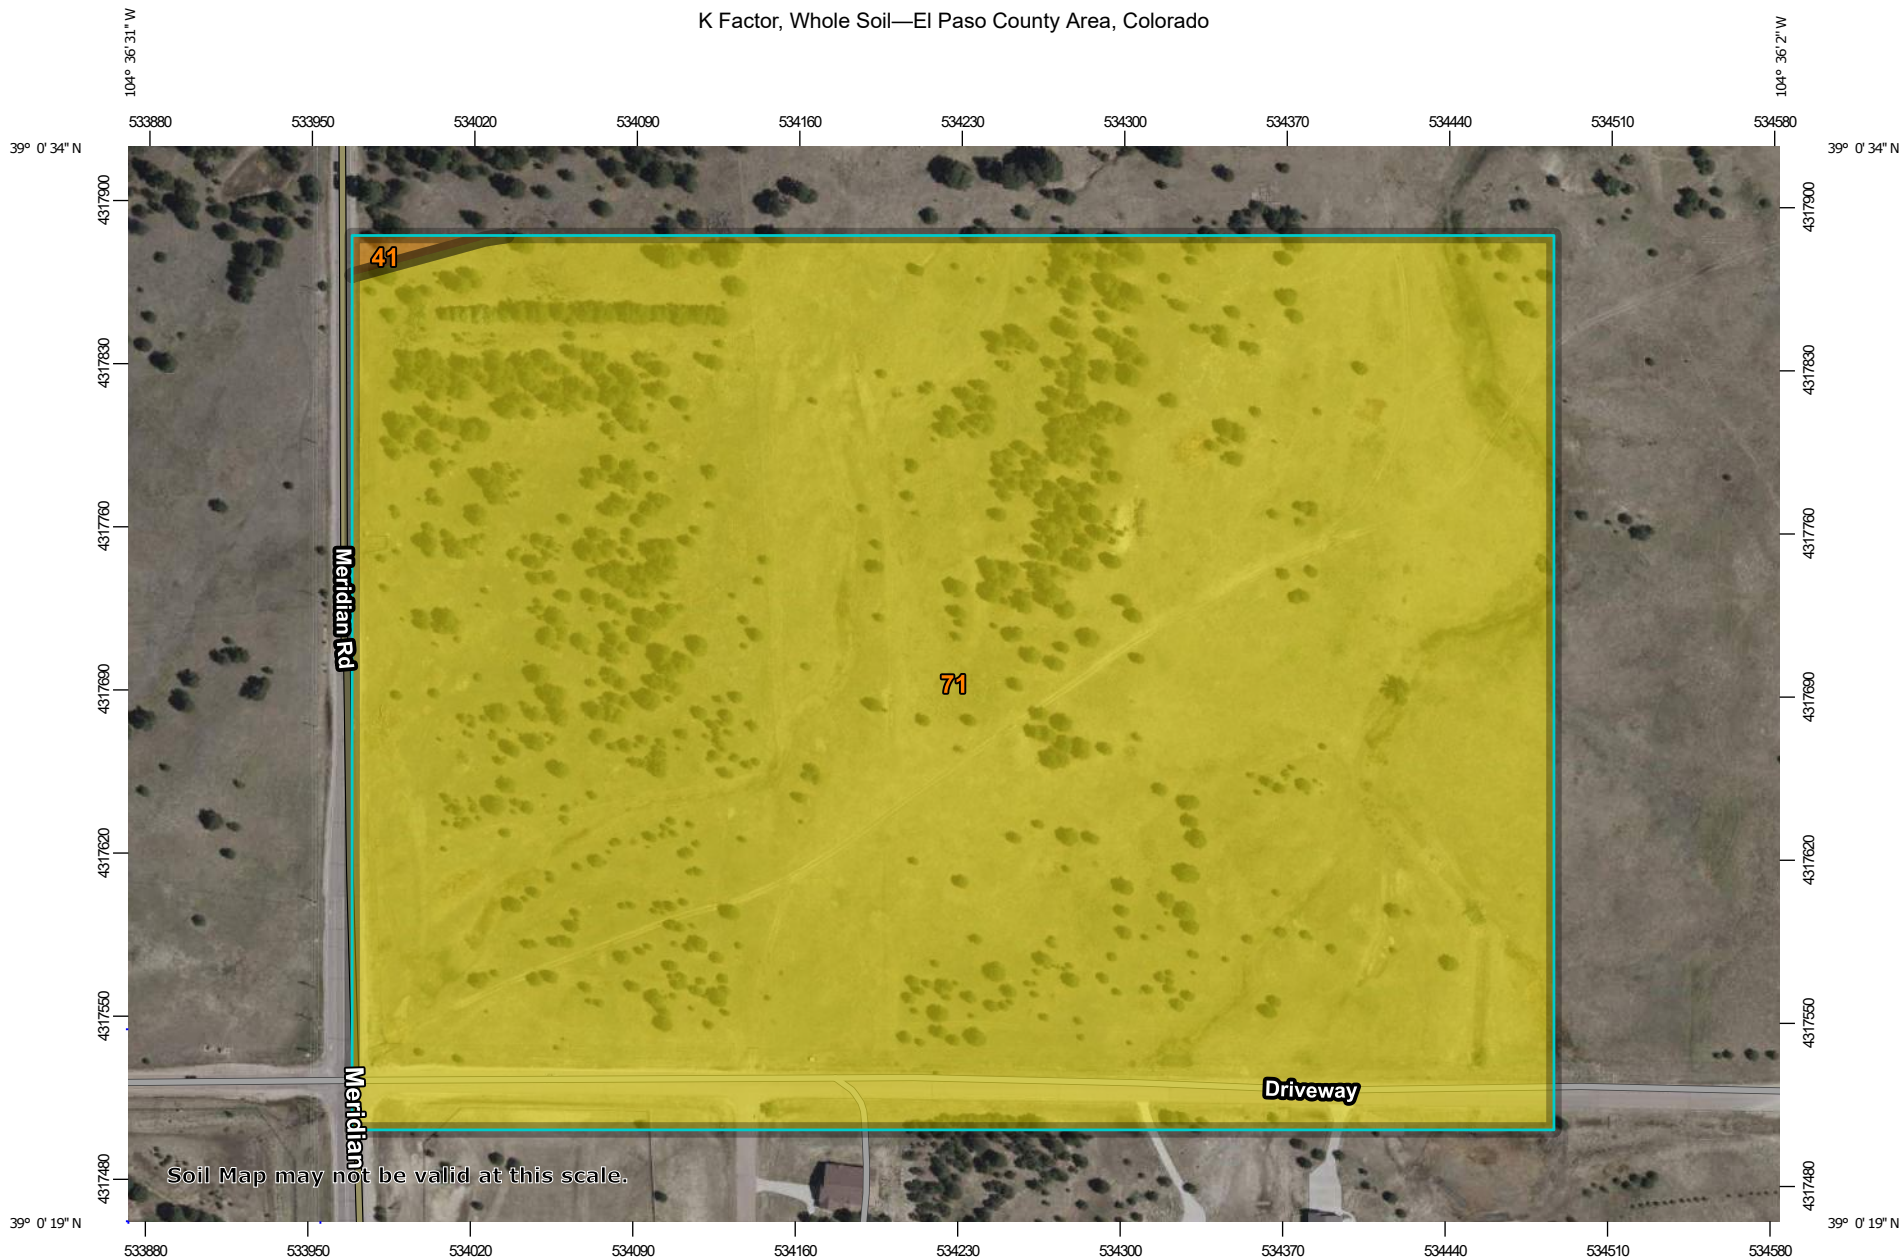 K Factor, Whole Soil—El Paso County Area, Colorado
104° 36' 31" W
104° 36' 2" W
533880 533950 534020 534090 534160 534230 534300 534370 534440 534510 534580
39° 0' 34" N
39° 0' 34" N
4317900
4317900
41
4317830
4317830
4317760
4317760
Meridian Rd
71
4317690
4317690
4317620
4317620
4317550
4317550
Meridian
Driveway
Soil Map may not be valid at this scale.
4317480
4317480
39° 0' 19" N
39° 0' 19" N
533880 533950 534020 534090 534160 534230 534300 534370 534440 534510 534580